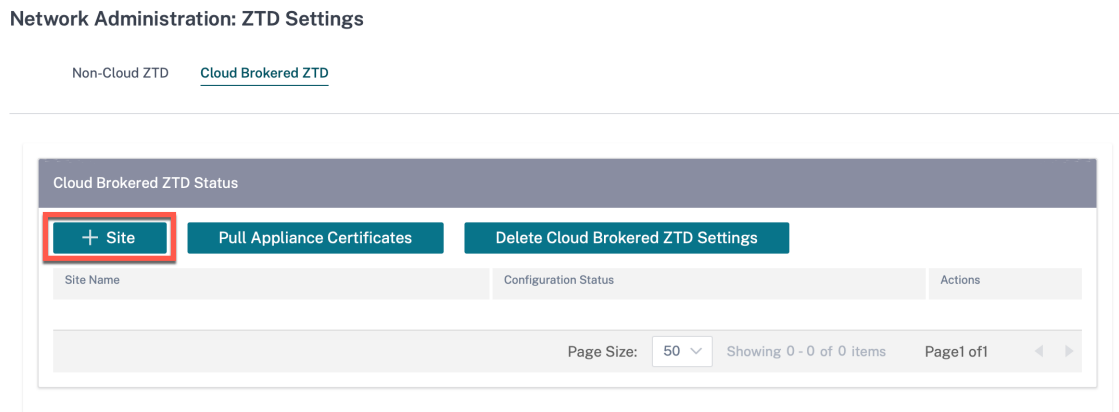 Network Administration: ZTD Settings
Non-Cloud ZTD Cloud Brokered ZTD
Cloud Brokered ZTD Status
+ Site Pull Appliance Certificates Delete Cloud Brokered ZTD Settings
Site Name Configuration Status Actions
Page Size: 50 Showing 0 - 0 of 0 items Page1 of1